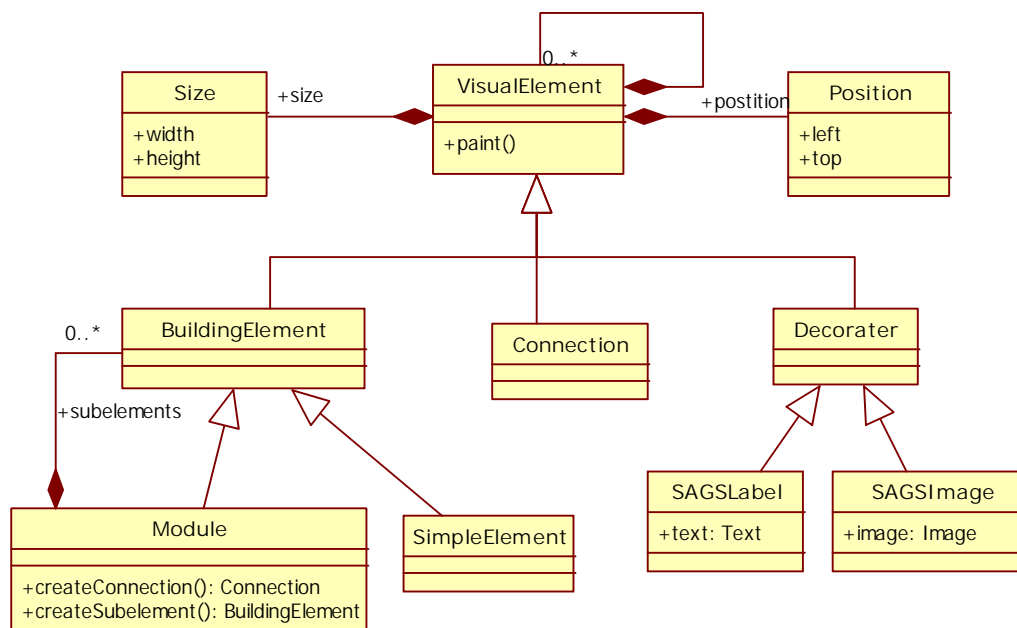 0..*
Size
+size
VisualElement
+postition
Position
+width
+height
+paint()
+left
+top
0..*
BuildingElement
Connection
Decorater
+subelements
Module
SimpleElement
SAGSLabel
SAGSImage
+text: Text
+image: Image
+createConnection(): Connection
+createSubelement(): BuildingElement